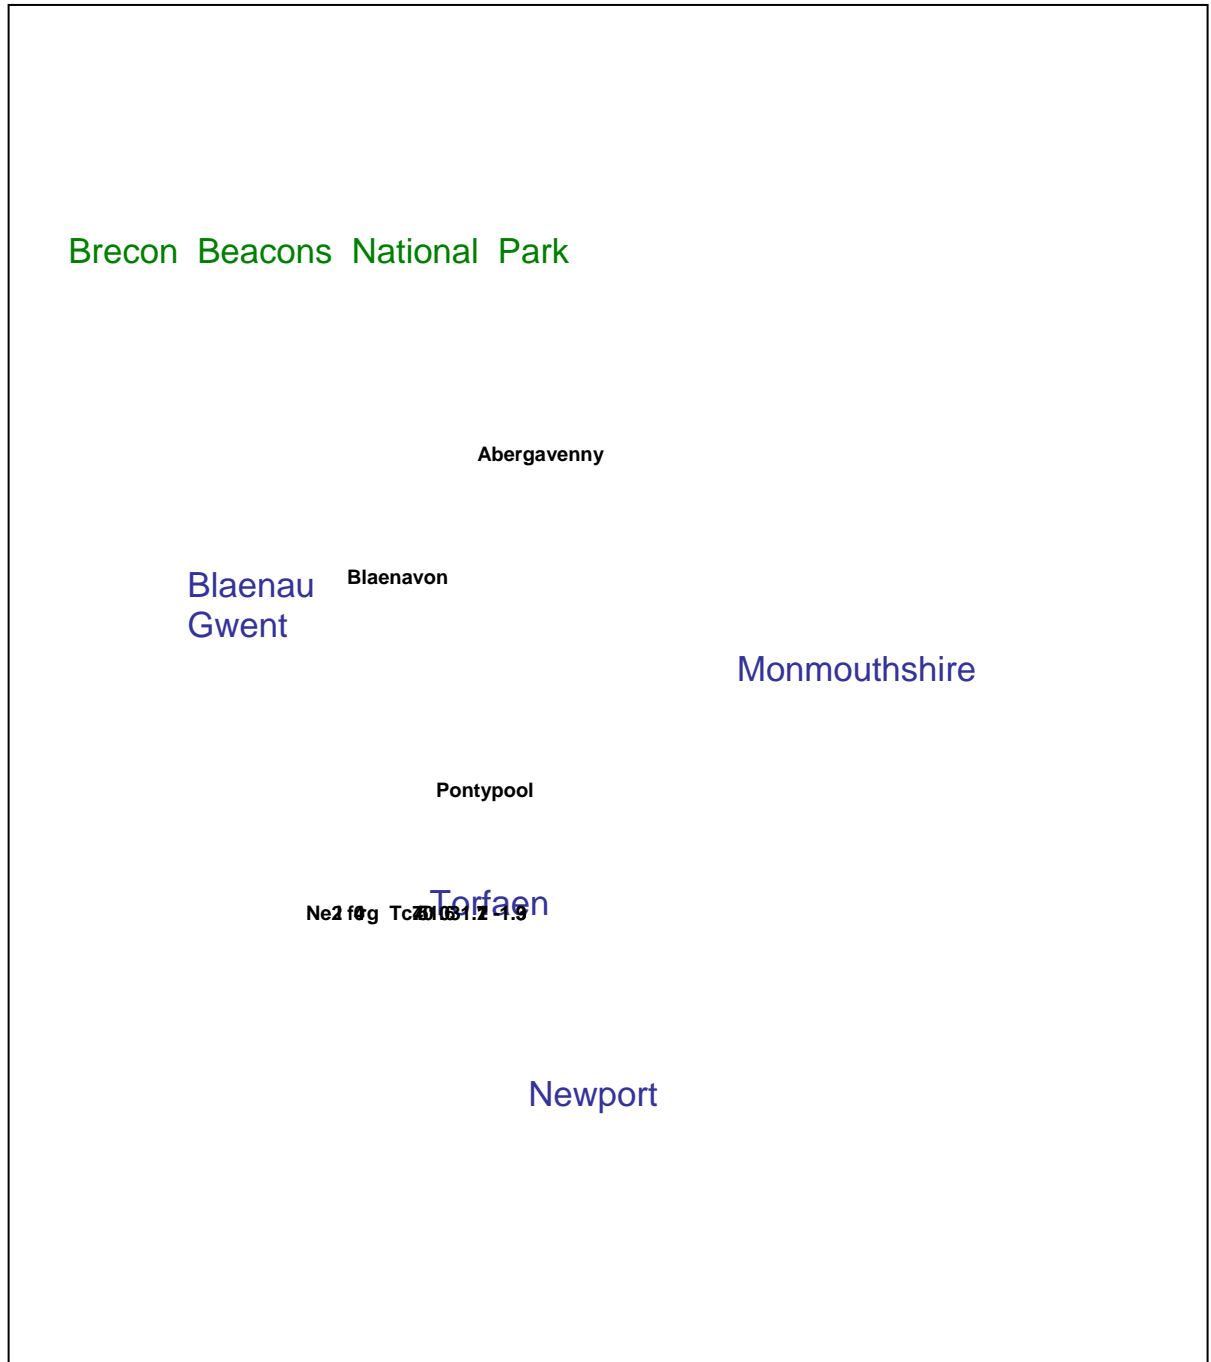 Brecon Beacons National Park
Abergavenny
Blaenau
Gwent
Blaenavon
Monmouthshire
Pontypool
Torfaen
Newport